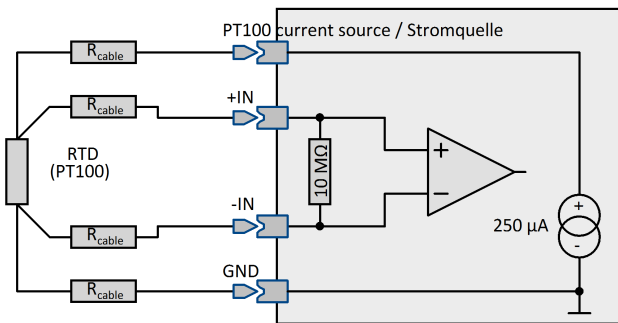 PT100 current source / Stromquelle
Rcable
Rcable
+IN
RTD
(PT100)
10 MΩ
+
−
+
-
250 µA
-IN
Rcable
GND
Rcable